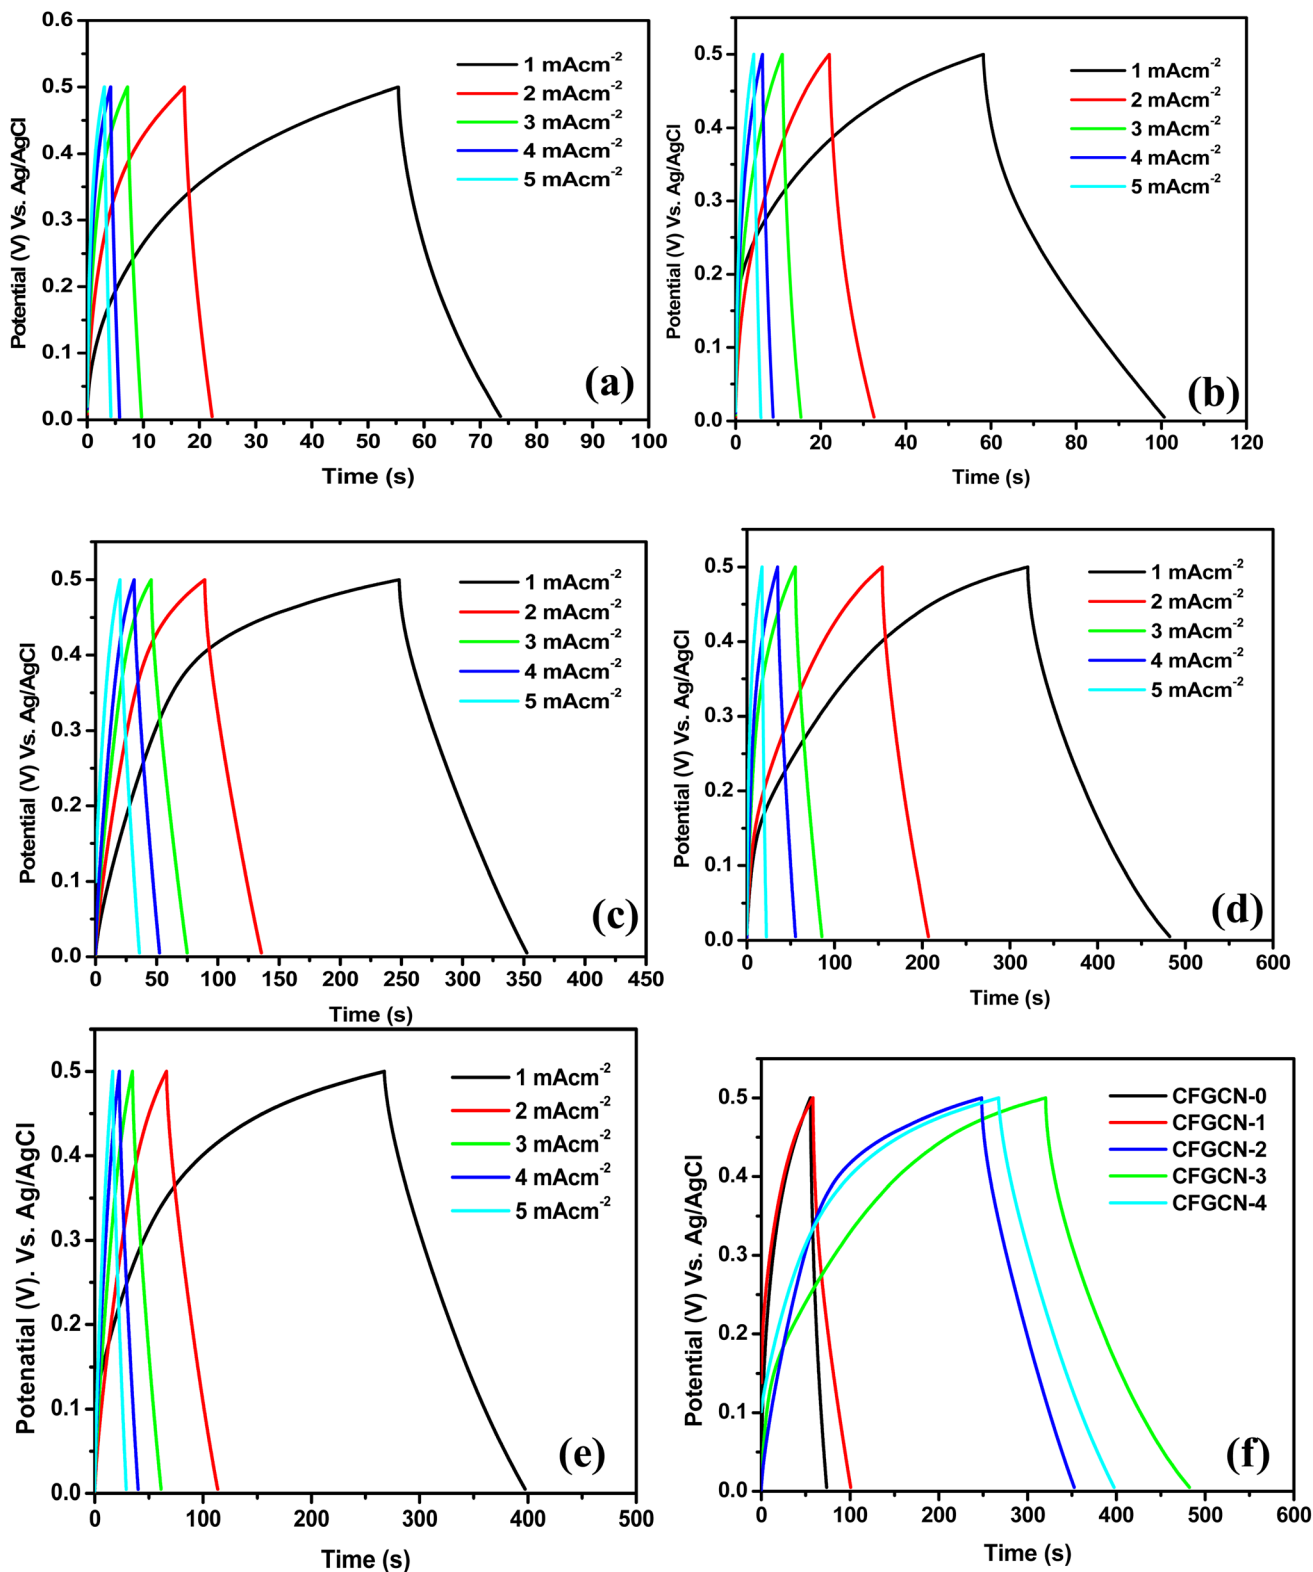 0.6
0.5
0.4
0.3
0.2
0.1
0.0
Potential (V) Vs. Ag/AgCl
1 mAcm-2
2 mAcm-2
3 mAcm-2
4 mAcm-2
5 mAcm-2
(a)
0 10 20 30 40 50 60 70 80 90 100
Time (s)
0.5
0.4
0.3
0.2
0.1
0.0
Potential (V) Vs. Ag/AgCl
1 mAcm-2
2 mAcm-2
3 mAcm-2
4 mAcm-2
5 mAcm-2
(b)
0 20 40 60 80 100 120
Time (s)
0.5
0.4
0.3
0.2
0.1
0.0
Potential (V) Vs. Ag/AgCl
1 mAcm-2
2 mAcm-2
3 mAcm-2
4 mAcm-2
5 mAcm-2
(c)
0 50 100 150 200 250 300 350 400 450
Time (s)
0.5
0.4
0.3
0.2
0.1
0.0
Potential (V) Vs. Ag/AgCl
1 mAcm-2
2 mAcm-2
3 mAcm-2
4 mAcm-2
5 mAcm-2
(d)
0 100 200 300 400 500 600
Time (s)
0.5
0.4
0.3
0.2
0.1
0.0
Potenatial (V). Vs. Ag/AgCl
1 mAcm-2
2 mAcm-2
3 mAcm-2
4 mAcm-2
5 mAcm-2
(e)
0 100 200 300 400 500
Time (s)
0.5
0.4
0.3
0.2
0.1
0.0
Potential (V) Vs. Ag/AgCl
CFGCN-0
CFGCN-1
CFGCN-2
CFGCN-3
CFGCN-4
(f)
0 100 200 300 400 500 600
Time (s)